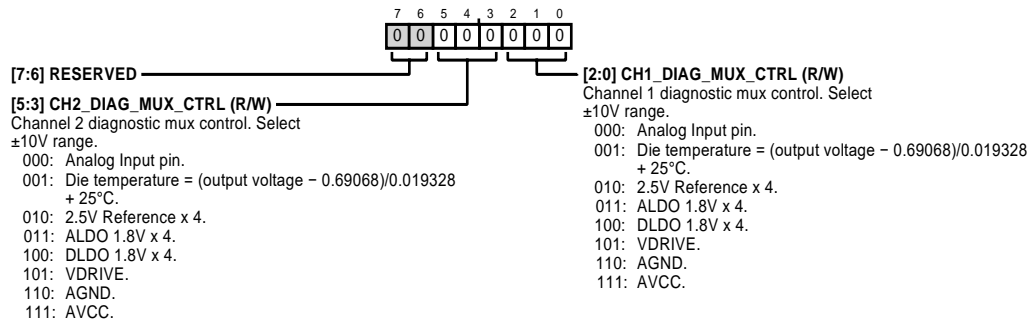 7 6 5 4 3 2 1 0
0 0 0 0 0 0 0 0
[7:6] RESERVED
[5:3] CH2_DIAG_MUX_CTRL (R/W)
Channel 2 diagnostic mux control. Select
±10V range.
000: Analog Input pin.
001: Die temperature = (output voltage − 0.69068)/0.019328
+ 25°C.
010: 2.5V Reference x 4.
011: ALDO 1.8V x 4.
100: DLDO 1.8V x 4.
101: VDRIVE.
110: AGND.
111: AVCC.
[2:0] CH1_DIAG_MUX_CTRL (R/W)
Channel 1 diagnostic mux control. Select
±10V range.
000: Analog Input pin.
001: Die temperature = (output voltage − 0.69068)/0.019328
+ 25°C.
010: 2.5V Reference x 4.
011: ALDO 1.8V x 4.
100: DLDO 1.8V x 4.
101: VDRIVE.
110: AGND.
111: AVCC.